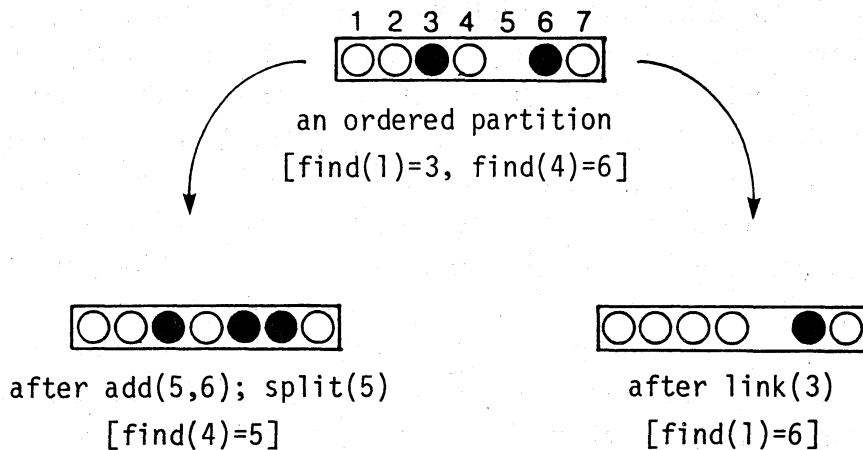 1 2 3 4 5 6 7
an ordered partition
[find(1)=3, find(4)=6]
after add(5,6); split(5)
[find(4)=5]
after link(3)
[find(1)=6]